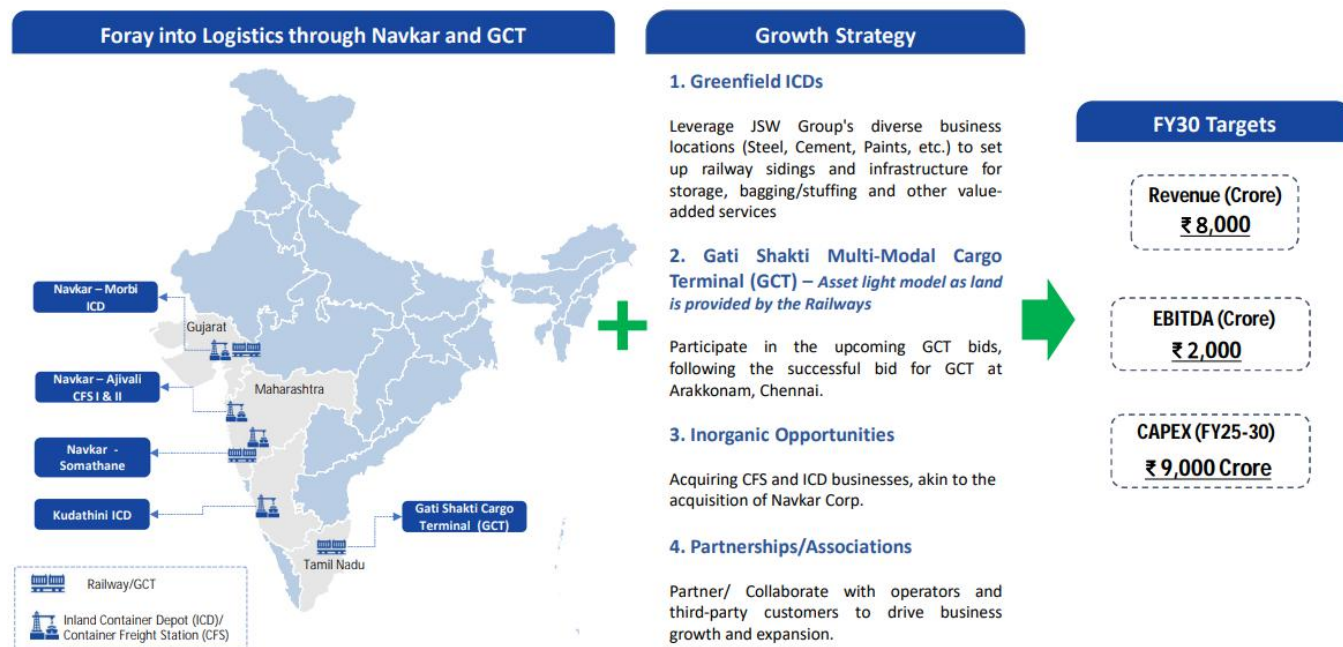 Foray into Logistics through Navkar and GCT
Navkar – Morbi
ICD
Gujarat
Navkar – Ajivali
CFS I & II
Maharashtra
Navkar -
Somathane
Kudathini ICD
Gati Shakti Cargo
Terminal (GCT)
Tamil Nadu
Railway/GCT
Inland Container Depot (ICD)/
Container Freight Station (CFS)
Growth Strategy
1. Greenfield ICDs
Leverage JSW Group's diverse business
locations (Steel, Cement, Paints, etc.) to set
up railway sidings and infrastructure for
storage, bagging/stuffing and other value-
added services
2. Gati Shakti Multi-Modal Cargo
Terminal (GCT) – Asset light model as land
is provided by the Railways
Participate in the upcoming GCT bids,
following the successful bid for GCT at
Arakkonam, Chennai.
3. Inorganic Opportunities
Acquiring CFS and ICD businesses, akin to the
acquisition of Navkar Corp.
4. Partnerships/Associations
Partner/ Collaborate with operators and
third-party customers to drive business
growth and expansion.
FY30 Targets
Revenue (Crore)
₹ 8,000
EBITDA (Crore)
₹ 2,000
CAPEX (FY25-30)
₹ 9,000 Crore